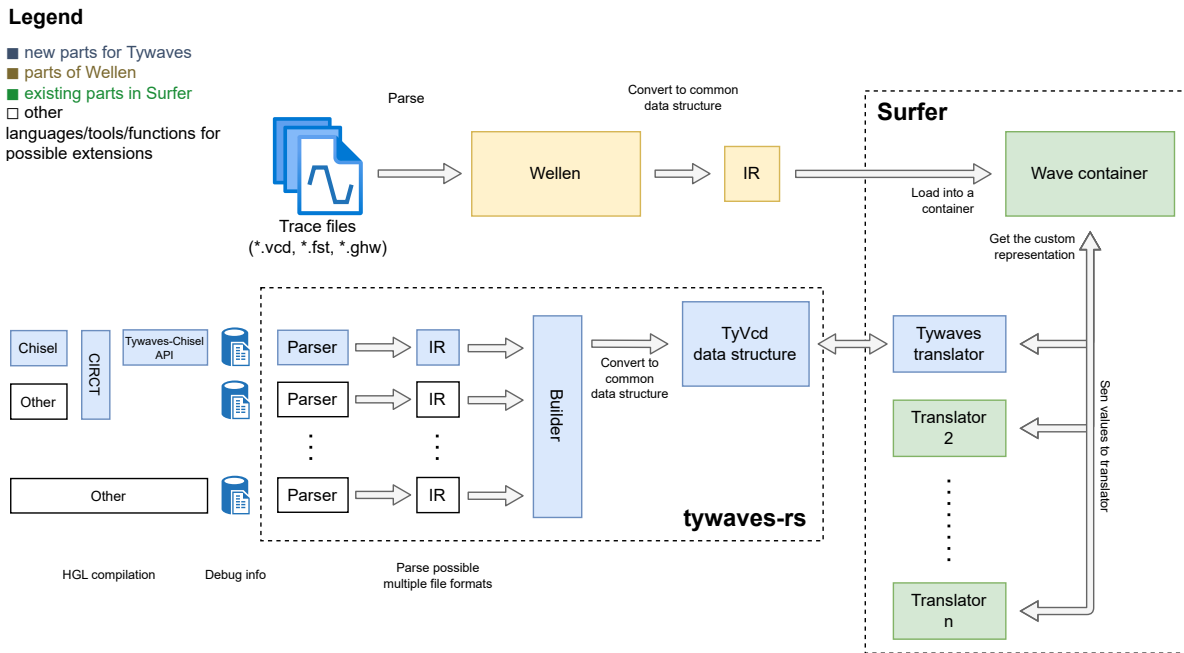 Legend
new parts for Tywaves
parts of Wellen
existing parts in Surfer
other
languages/tools/functions for
possible extensions
Parse
Convert to common
data structure
Surfer
Wellen
IR
Wave container
Load into a
container
Trace files
(*.vcd, *.fst, *.ghw)
Get the custom
representation
Chisel
CIRCT
Tywaves-Chisel
API
Parser
IR
Builder
Convert to
common
data structure
TyVcd
data structure
Tywaves
translator
Other
Parser
IR
Translator
2
Sen values to translator
Other
Parser
IR
tywaves-rs
Translator
n
HGL compilation
Debug info
Parse possible
multiple file formats